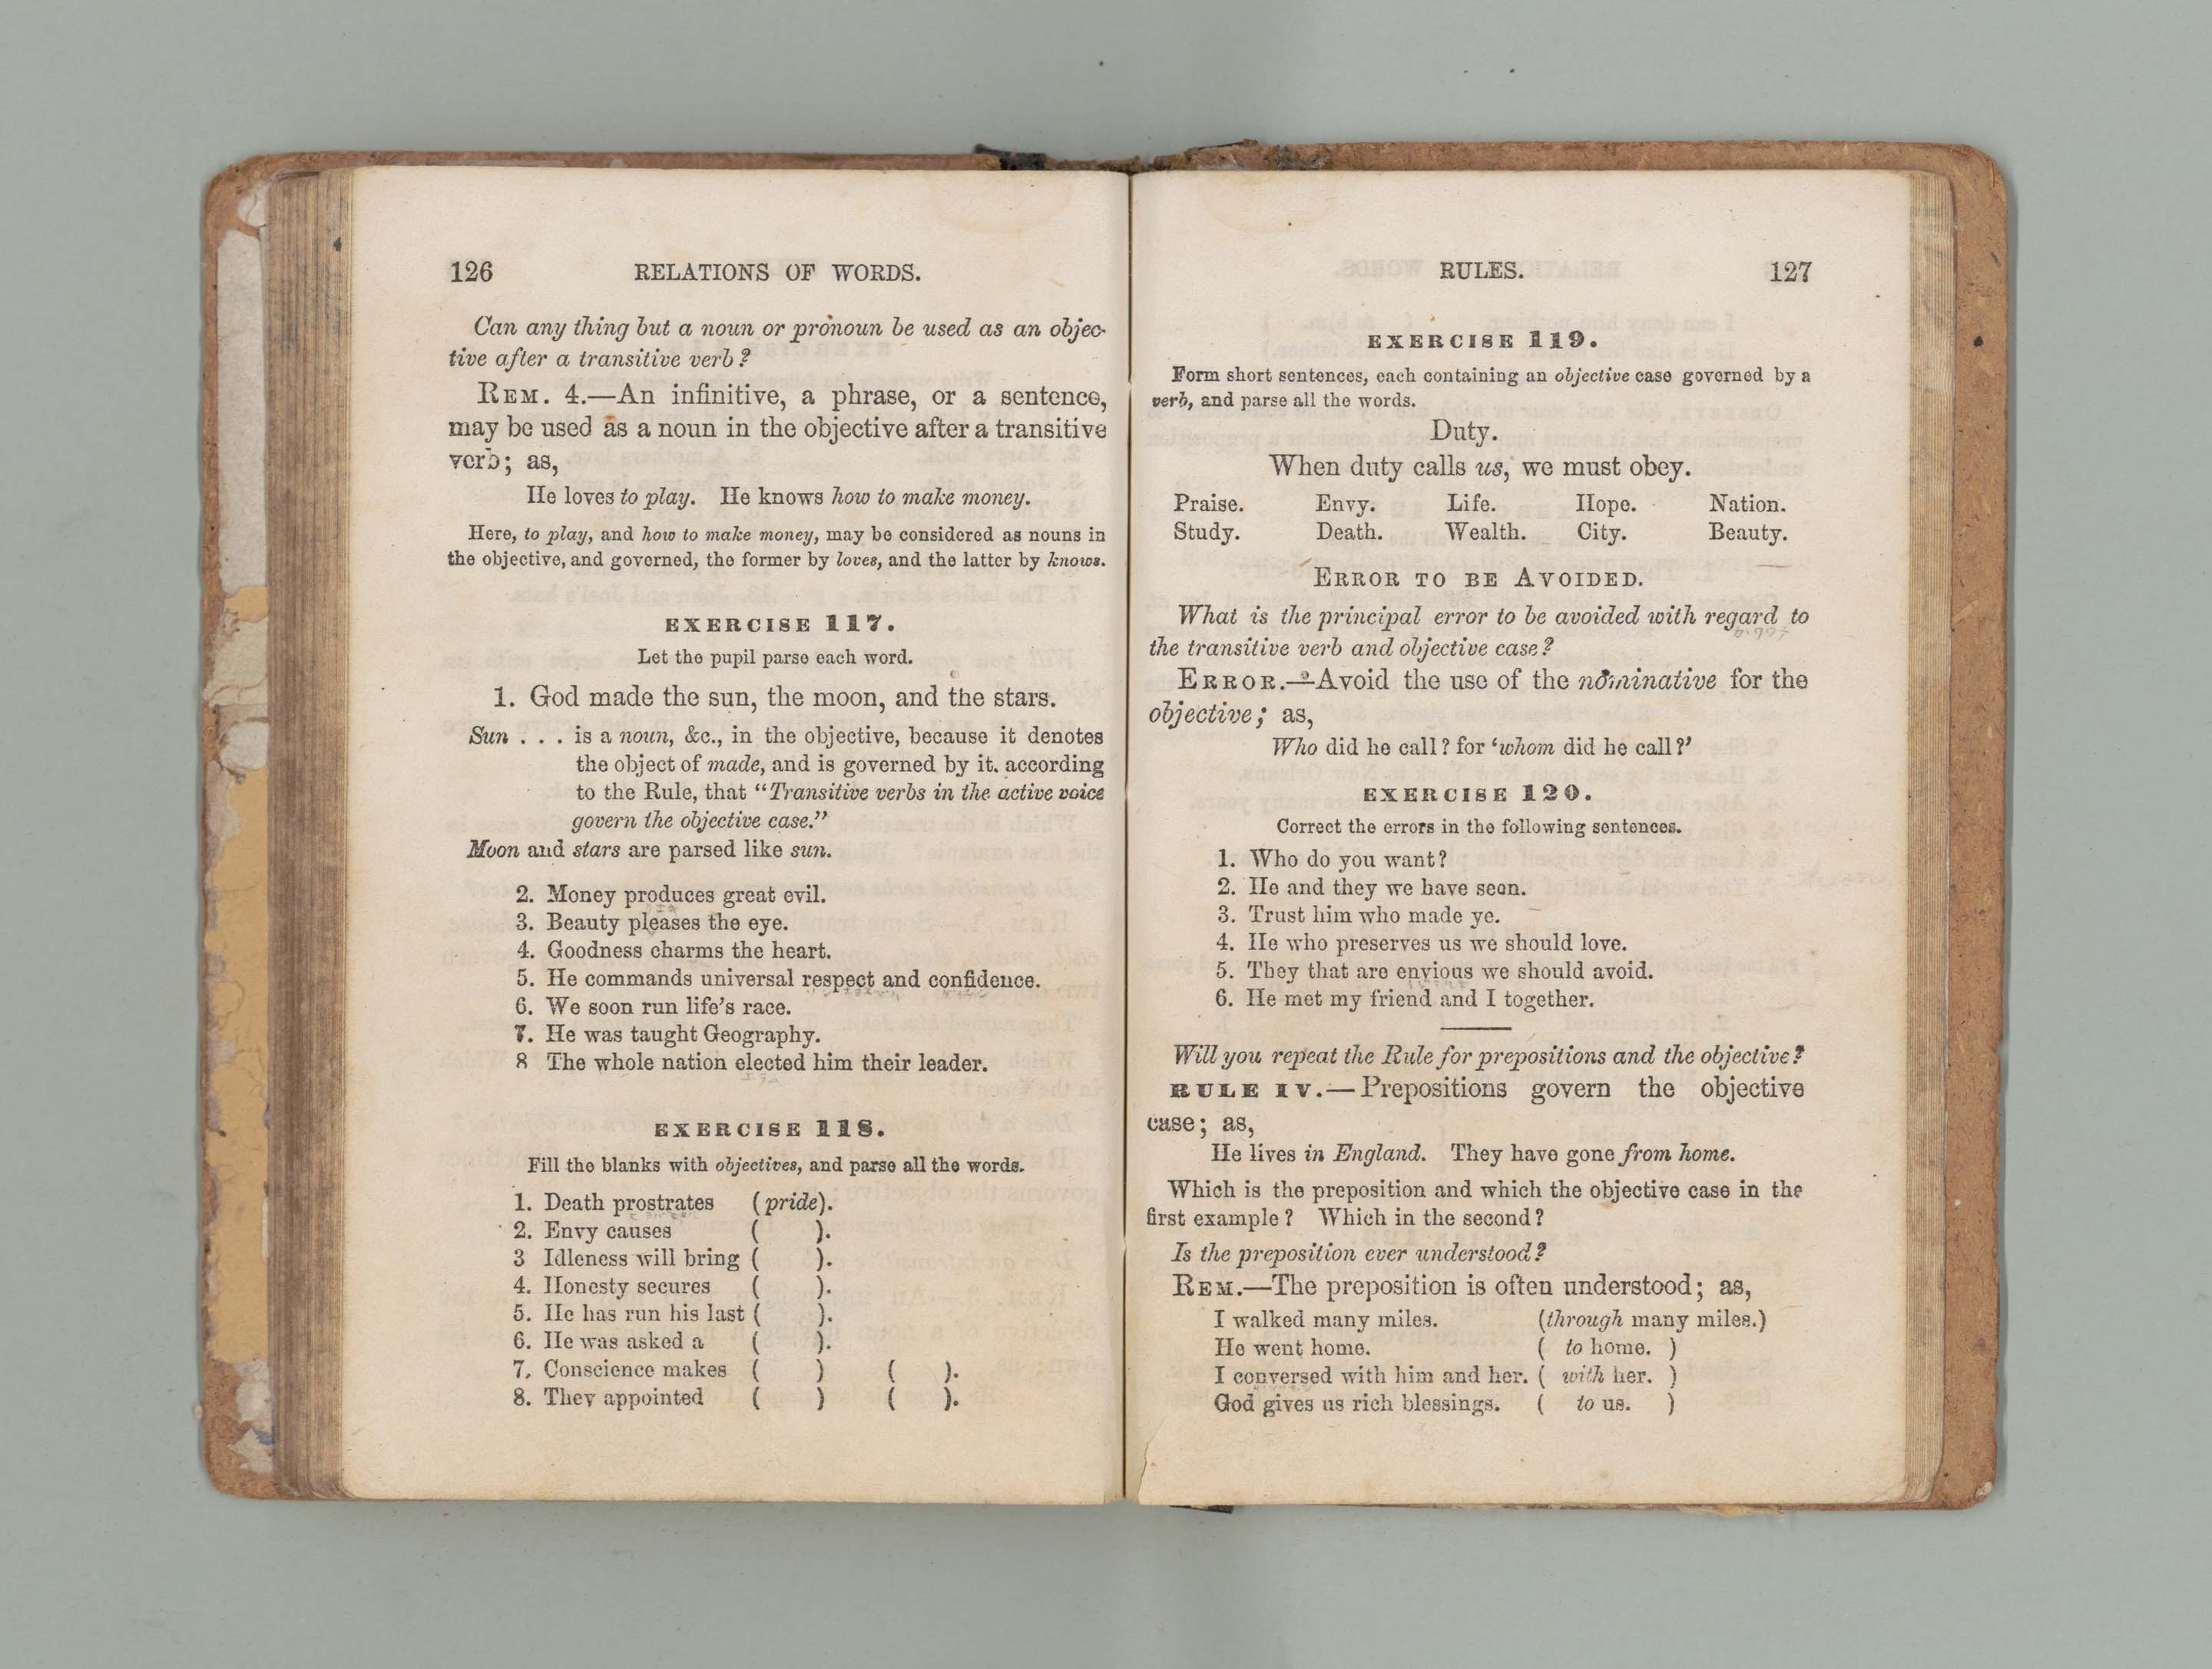 126 RELATIONS OF WORDS.
Can any thing but a noun or pronoun be used as an objec-
tive after a transitive verb?
REM. 4.—An infinitive, a phrase, or a sentence,
may be used as a noun in the objective after a transitive
verb; as,
He loves to play. He knows how to make money.
Here, to play, and how to make money, may be considered as nouns in
the objective, and governed, the former by loves, and the latter by knows.
EXERCISE 117.
Let the pupil parse each word.
1. God made the sun, the moon, and the stars.
Sun . . . is a noun, &c., in the objective, because it denotes
the object of made, and is governed by it. according
to the Rule, that “Transitive verbs in the active voice
govern the objective case.”
Moon and stars are parsed like sun.
2. Money produces great evil.
3. Beauty pleases the eye.
4. Goodness charms the heart.
5. He commands universal respect and confidence.
6. We soon run life’s race.
7. He was taught Geography.
8 The whole nation elected him their leader.
EXERCISE 118.
Fill the blanks with objectives, and parse all the words.
1. Death prostrates (pride).
2. Envy causes ( ).
3 Idleness will bring ( ).
4. Honesty secures ( ).
5. He has run his last ( ).
6. He was asked a ( ).
7. Conscience makes ( ) ( ).
8. They appointed ( ) ( ).
RULES. 127
EXERCISE 119.
Form short sentences, each containing an objective case governed by a
verb, and parse all the words.
Duty.
When duty calls us, we must obey.
Praise. Envy. Life. Hope. Nation.
Study. Death. Wealth. City. Beauty.
ERROR TO BE AVOIDED.
What is the principal error to be avoided with regard to
the transitive verb and objective case?
ERROR.—Avoid the use of the nominative for the
objective; as,
Who did he call? for ‘whom did he call?’
EXERCISE 120.
Correct the errors in the following sentences.
1. Who do you want?
2. He and they we have seen.
3. Trust him who made ye.
4. He who preserves us we should love.
5. They that are envious we should avoid.
6. He met my friend and I together.
Will you repeat the Rule for prepositions and the objective?
RULE IV.—Prepositions govern the objective
case; as,
He lives in England. They have gone from home.
Which is the preposition and which the objective case in the
first example? Which in the second?
Is the preposition ever understood?
REM.—The preposition is often understood; as,
I walked many miles. (through many miles.)
He went home. ( to home. )
I conversed with him and her. ( with her. )
God gives us rich blessings. ( to us. )